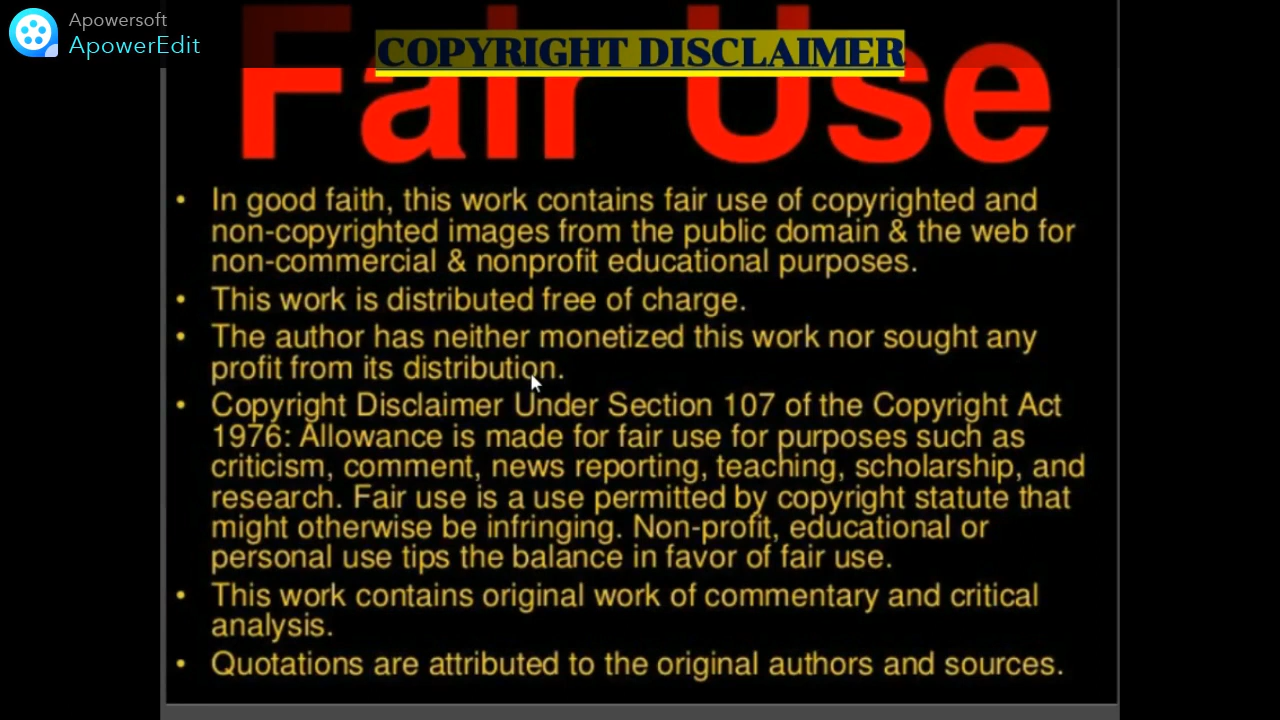 Apowersoft
ApowerEdit
COPYRIGHT DISCLAIMER
Fair Use
• In good faith, this work contains fair use of copyrighted and
non-copyrighted images from the public domain & the web for
non-commercial & nonprofit educational purposes.
• This work is distributed free of charge.
• The author has neither monetized this work nor sought any
profit from its distribution.
• Copyright Disclaimer Under Section 107 of the Copyright Act
1976: Allowance is made for fair use for purposes such as
criticism, comment, news reporting, teaching, scholarship, and
research. Fair use is a use permitted by copyright statute that
might otherwise be infringing. Non-profit, educational or
personal use tips the balance in favor of fair use.
• This work contains original work of commentary and critical
analysis.
• Quotations are attributed to the original authors and sources.